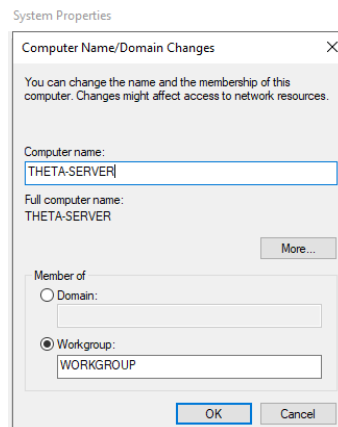 System Properties
Computer Name/Domain Changes
You can change the name and the membership of this
computer. Changes might affect access to network resources.
Computer name:
THETA-SERVER
Full computer name:
THETA-SERVER
More...
Member of
Domain:
Workgroup:
WORKGROUP
OK Cancel